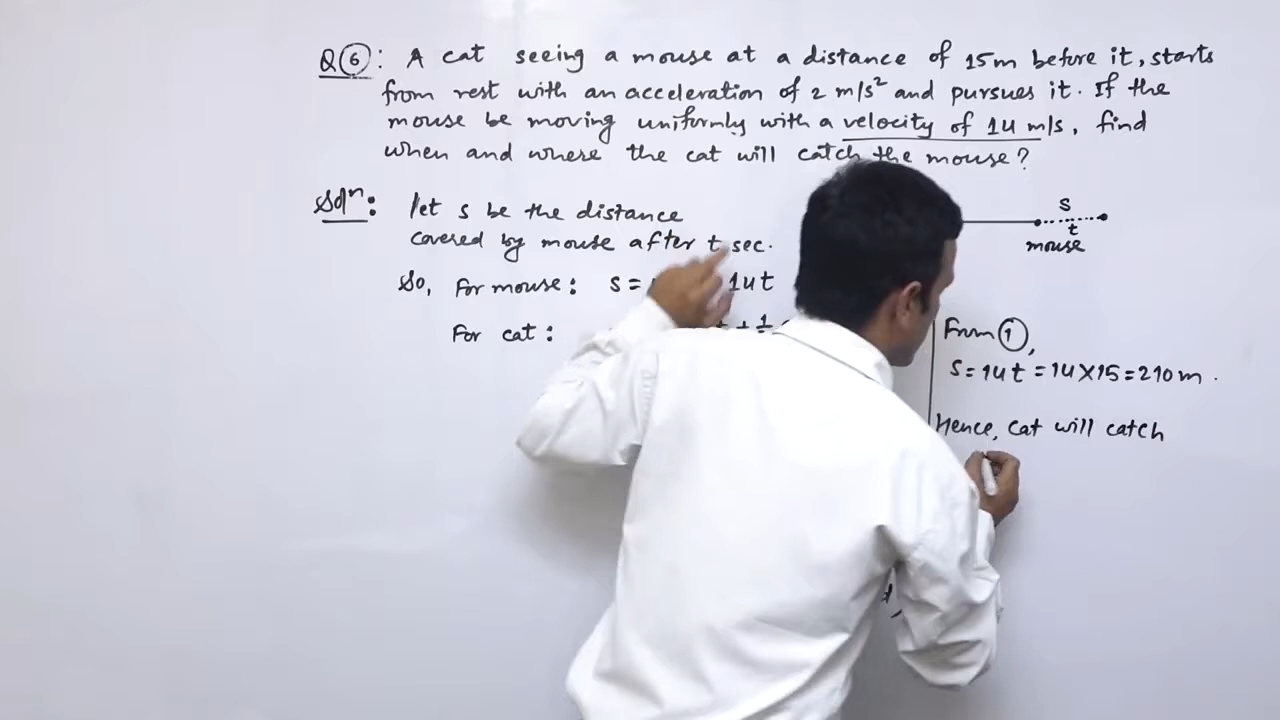 Q6: A cat seeing a mouse at a distance of 15m before it, starts
from rest with an acceleration of 2 m/s² and pursues it. If the
mouse be moving uniformly with a velocity of 14 m/s, find
when and where the cat will catch the mouse?
Solⁿ: let s be the distance
covered by mouse after t sec.
So, For mouse: s = 14t
For cat: t + 1/2
s
t
mouse
From 1,
s = 14t = 14×15 = 210 m.
Hence, cat will catch